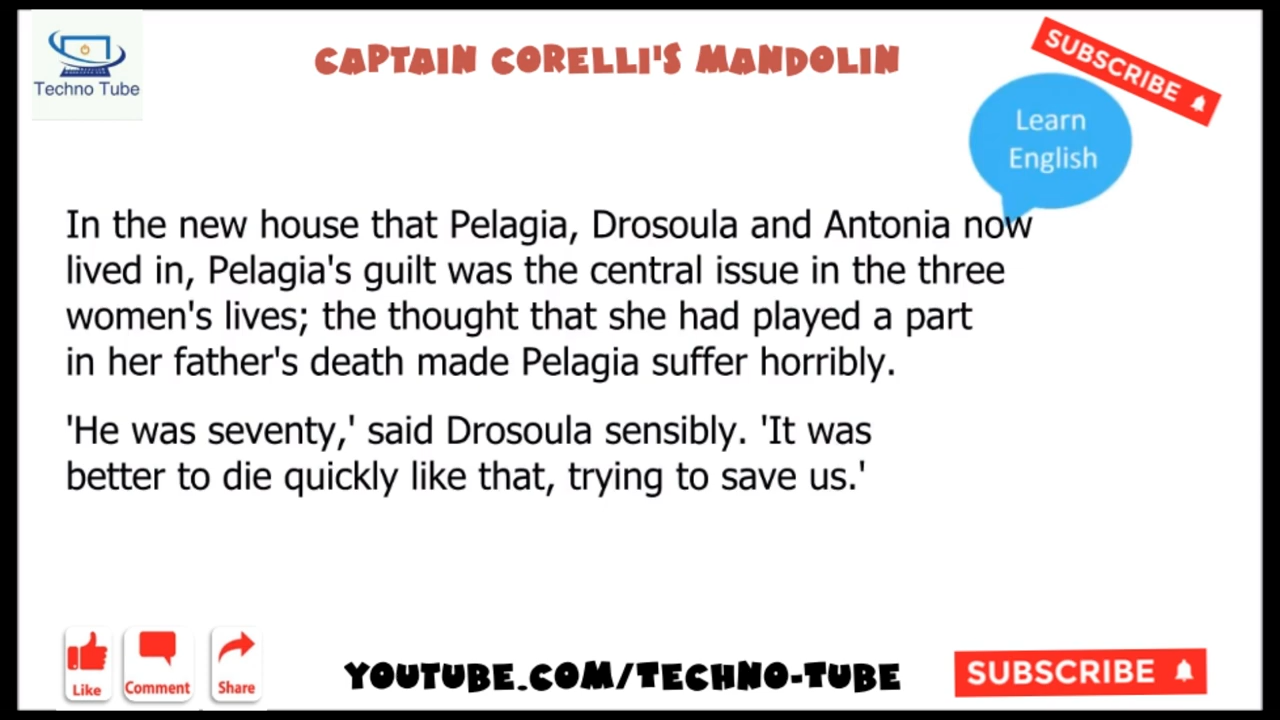 Techno Tube
CAPTAIN CORELLI'S MANDOLIN
SUBSCRIBE
Learn
English
In the new house that Pelagia, Drosoula and Antonia now
lived in, Pelagia's guilt was the central issue in the three
women's lives; the thought that she had played a part
in her father's death made Pelagia suffer horribly.
'He was seventy,' said Drosoula sensibly. 'It was
better to die quickly like that, trying to save us.'
Like
Comment
Share
YOUTUBE.COM/TECHNO-TUBE
SUBSCRIBE